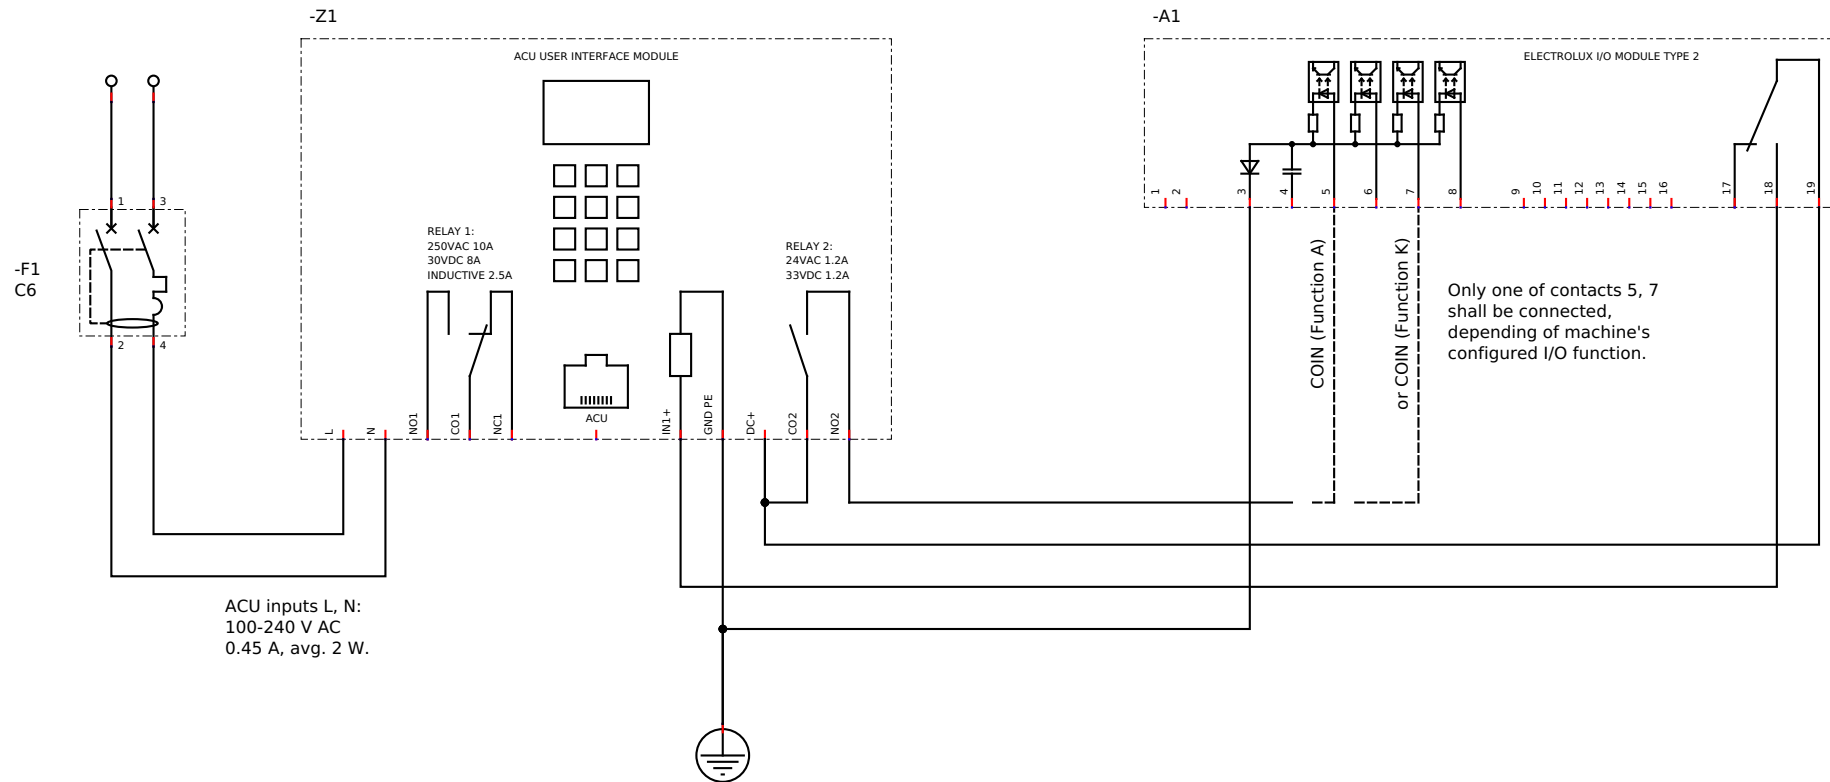 -Z1
-A1
ACU USER INTERFACE MODULE
ELECTROLUX I/O MODULE TYPE 2
1
2
3
4
5
6
7
8
9
10
11
12
13
14
15
16
17
18
19
1
3
-F1
C6
2
4
RELAY 1:
250VAC 10A
30VDC 8A
INDUCTIVE 2.5A
RELAY 2:
24VAC 1.2A
33VDC 1.2A
COIN (Function A)
or COIN (Function K)
Only one of contacts 5, 7
shall be connected,
depending of machine's
configured I/O function.
L
N
NO1
CO1
NC1
ACU
IN1+
GND PE
DC+
CO2
NO2
ACU inputs L, N:
100-240 V AC
0.45 A, avg. 2 W.